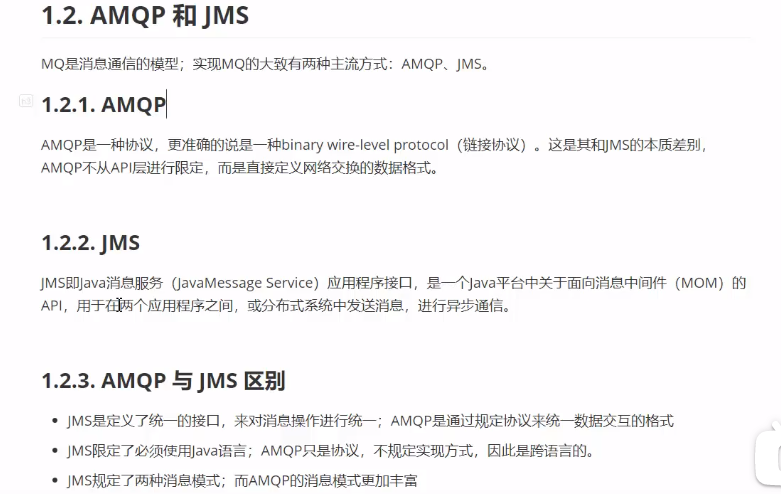 1.2. AMQP 和 JMS
MQ是消息通信的模型；实现MQ的大致有两种主流方式：AMQP、JMS。
1.2.1. AMQP
AMQP是一种协议，更准确的说是一种binary wire-level protocol（链接协议）。这是其和JMS的本质差别，
AMQP不从API层进行限定，而是直接定义网络交换的数据格式。
1.2.2. JMS
JMS即Java消息服务（JavaMessage Service）应用程序接口，是一个Java平台中关于面向消息中间件（MOM）的
API，用于在两个应用程序之间，或分布式系统中发送消息，进行异步通信。
1.2.3. AMQP 与 JMS 区别
• JMS是定义了统一的接口，来对消息操作进行统一；AMQP是通过规定协议来统一数据交互的格式
• JMS限定了必须使用Java语言；AMQP只是协议，不规定实现方式，因此是跨语言的。
• JMS规定了两种消息模式；而AMQP的消息模式更加丰富